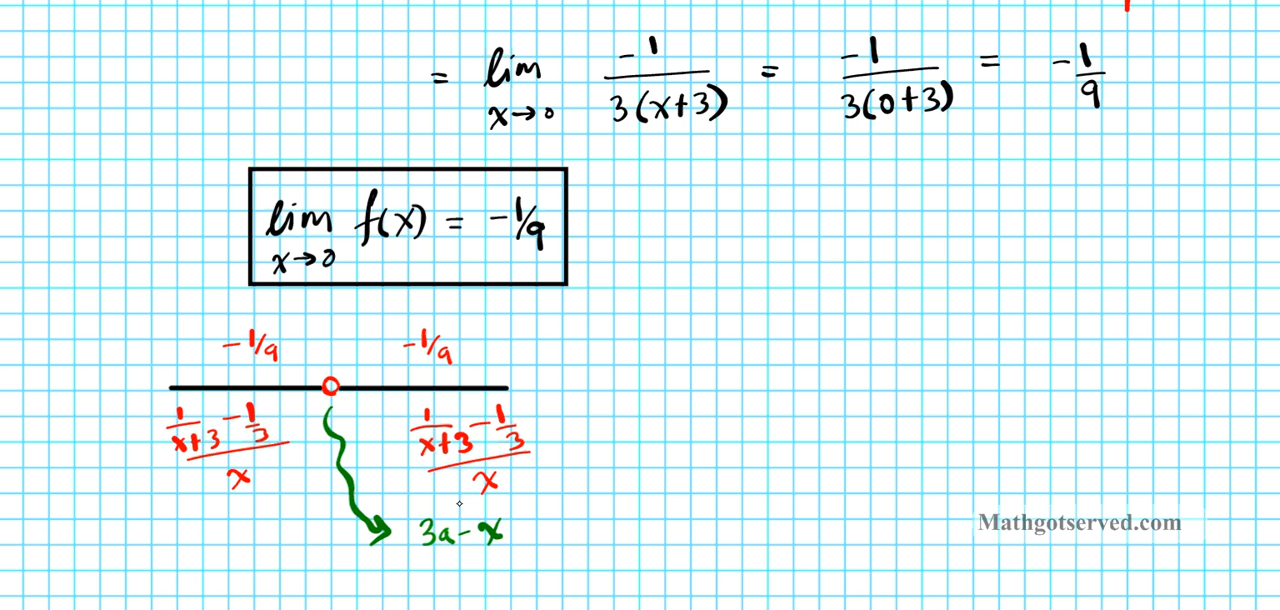 = lim x→0 -1/3(x+3) = -1/3(0+3) = -1/9
lim x→0 f(x) = -1/9
-1/9 -1/9
1/x+3 - 1/3 / x 1/x+3 - 1/3 / x
3a - x
Mathgotserved.com